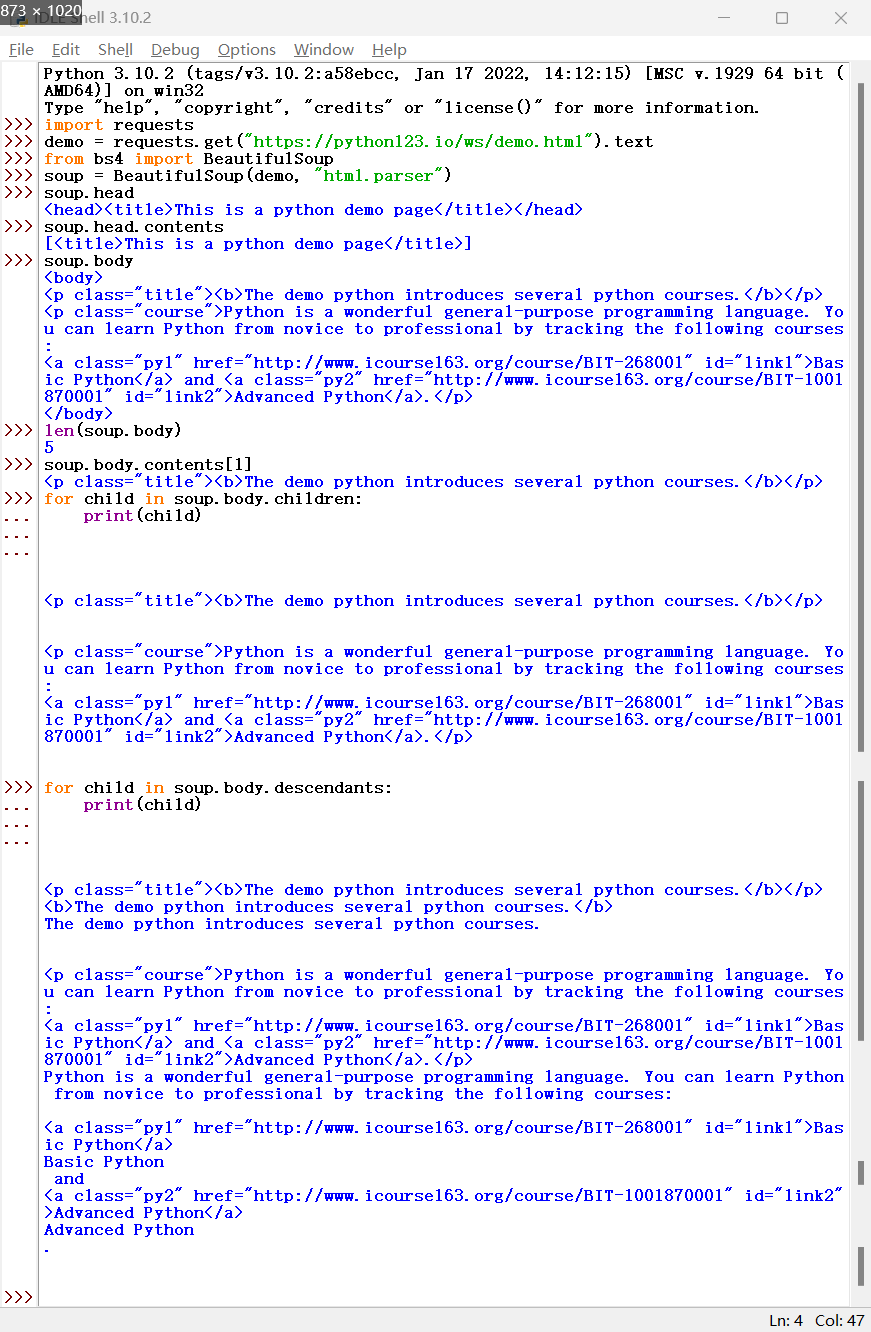 873 × 1020
IDLE Shell 3.10.2
File Edit Shell Debug Options Window Help
Python 3.10.2 (tags/v3.10.2:a58ebcc, Jan 17 2022, 14:12:15) [MSC v.1929 64 bit (
AMD64)] on win32
Type "help", "copyright", "credits" or "license()" for more information.
>>> import requests
>>> demo = requests.get("https://python123.io/ws/demo.html").text
>>> from bs4 import BeautifulSoup
>>> soup = BeautifulSoup(demo, "html.parser")
>>> soup.head
<head><title>This is a python demo page</title></head>
>>> soup.head.contents
[<title>This is a python demo page</title>]
>>> soup.body
<body>
<p class="title"><b>The demo python introduces several python courses.</b></p>
<p class="course">Python is a wonderful general-purpose programming language. Yo
u can learn Python from novice to professional by tracking the following courses
:
<a class="py1" href="http://www.icourse163.org/course/BIT-268001" id="link1">Bas
ic Python</a> and <a class="py2" href="http://www.icourse163.org/course/BIT-1001
870001" id="link2">Advanced Python</a>.</p>
</body>
>>> len(soup.body)
5
>>> soup.body.contents[1]
<p class="title"><b>The demo python introduces several python courses.</b></p>
>>> for child in soup.body.children:
...     print(child)
...
...
<p class="title"><b>The demo python introduces several python courses.</b></p>
<p class="course">Python is a wonderful general-purpose programming language. Yo
u can learn Python from novice to professional by tracking the following courses
:
<a class="py1" href="http://www.icourse163.org/course/BIT-268001" id="link1">Bas
ic Python</a> and <a class="py2" href="http://www.icourse163.org/course/BIT-1001
870001" id="link2">Advanced Python</a>.</p>
>>> for child in soup.body.descendants:
...     print(child)
...
...
<p class="title"><b>The demo python introduces several python courses.</b></p>
<b>The demo python introduces several python courses.</b>
The demo python introduces several python courses.
<p class="course">Python is a wonderful general-purpose programming language. Yo
u can learn Python from novice to professional by tracking the following courses
:
<a class="py1" href="http://www.icourse163.org/course/BIT-268001" id="link1">Bas
ic Python</a> and <a class="py2" href="http://www.icourse163.org/course/BIT-1001
870001" id="link2">Advanced Python</a>.</p>
Python is a wonderful general-purpose programming language. You can learn Python
 from novice to professional by tracking the following courses:
<a class="py1" href="http://www.icourse163.org/course/BIT-268001" id="link1">Bas
ic Python</a>
Basic Python
 and
<a class="py2" href="http://www.icourse163.org/course/BIT-1001870001" id="link2"
>Advanced Python</a>
Advanced Python
.
>>>
Ln: 4 Col: 47